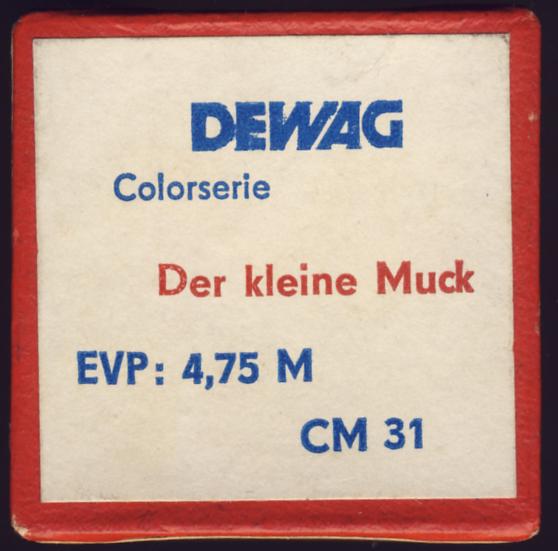 DEWAG
Colorserie
Der kleine Muck
EVP: 4,75 M
CM 31